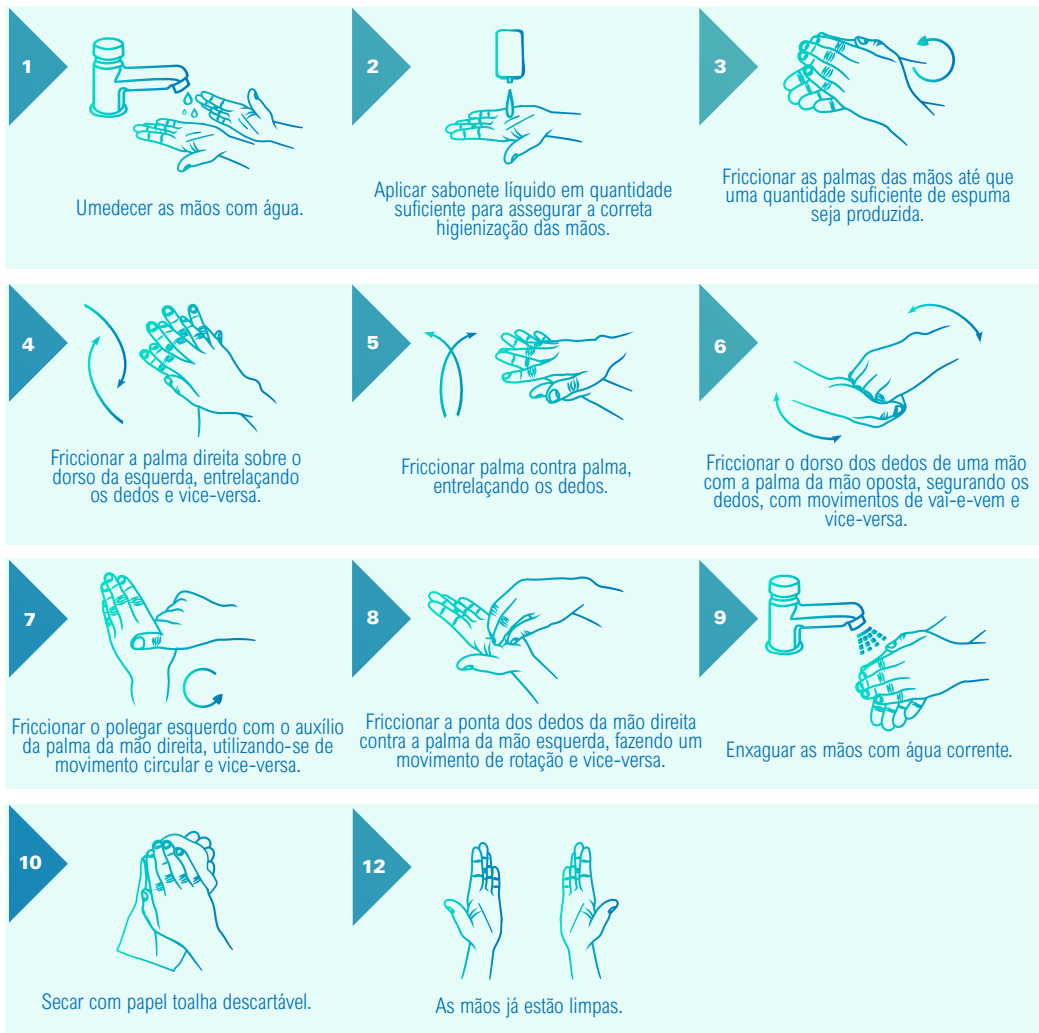 1
Umedecer as mãos com água.
2
Aplicar sabonete líquido em quantidade
suficiente para assegurar a correta
higienização das mãos.
3
Friccionar as palmas das mãos até que
uma quantidade suficiente de espuma
seja produzida.
4
Friccionar a palma direita sobre o
dorso da esquerda, entrelaçando
os dedos e vice-versa.
5
Friccionar palma contra palma,
entrelaçando os dedos.
6
Friccionar o dorso dos dedos de uma mão
com a palma da mão oposta, segurando os
dedos, com movimentos de vai-e-vem e
vice-versa.
7
Friccionar o polegar esquerdo com o auxílio
da palma da mão direita, utilizando-se de
movimento circular e vice-versa.
8
Friccionar a ponta dos dedos da mão direita
contra a palma da mão esquerda, fazendo um
movimento de rotação e vice-versa.
9
Enxaguar as mãos com água corrente.
10
Secar com papel toalha descartável.
12
As mãos já estão limpas.